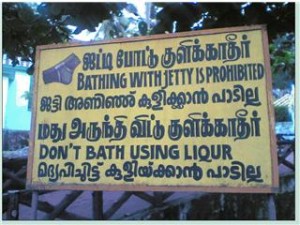 ஜட்டி போட்டு குளிக்காதீர்
BATHING WITH JETTY IS PROHIBITED
ജട്ടി അണിഞ്ഞ് കുളിക്കാൻ പാടില്ല
மது அருந்தி விட்டு குளிக்காதீர்
DON'T BATH USING LIQUR
മദ്യപിച്ചിട്ട് കുളിയ്ക്കാൻ പാടില്ല